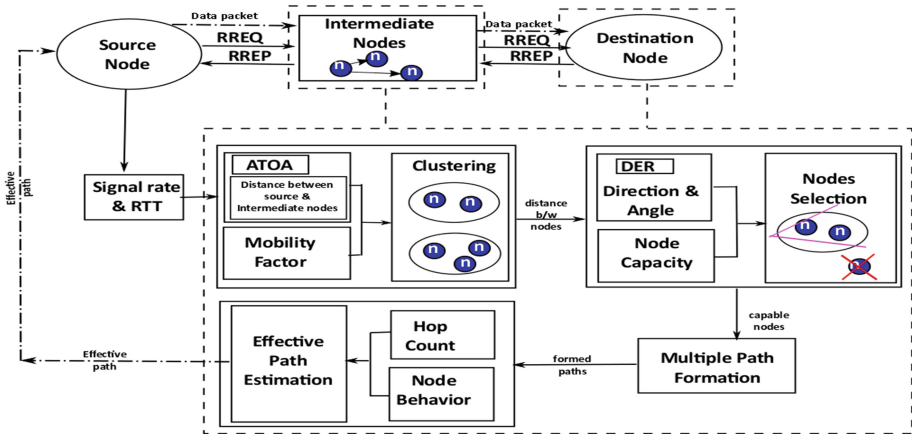 Source
Node
Data packet
RREQ
RREP
Intermediate
Nodes
n
n
n
Data packet
RREQ
RREP
Destination
Node
Effective
path
Signal rate
& RTT
ATOA
Distance between
source &
Intermediate nodes
Mobility
Factor
Clustering
n
n
n
n
n
distance
b/w
nodes
DER
Direction &
Angle
Node
Capacity
Nodes
Selection
n
n
n
capable
nodes
Multiple Path
Formation
formed
paths
Hop
Count
Node
Behavior
Effective
Path
Estimation
Effective
path